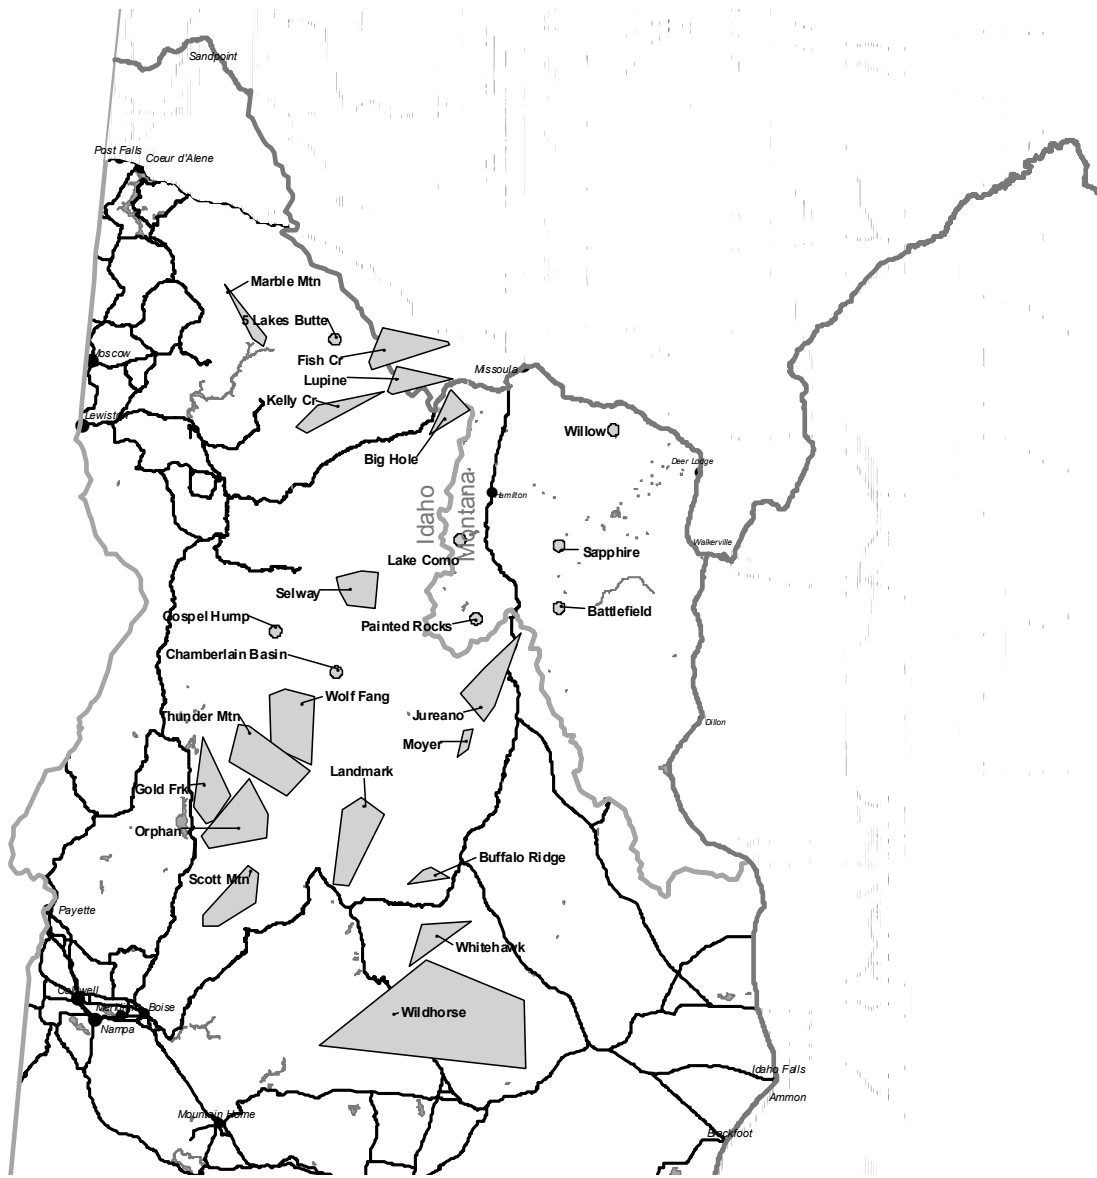 Sandpoint
Post Falls
Coeur d'Alene
Marble Mtn
5 Lakes Butte
Fish Cr
Moscow
Missoula
Lupine
Kelly Cr
Lewiston
Willow
Big Hole
Deer Lodge
Idaho
Montana
Hamilton
Walkerville
Sapphire
Lake Como
Selway
Battlefield
Gospel Hump
Painted Rocks
Chamberlain Basin
Wolf Fang
Thunder Mtn
Jureano
Dillon
Moyer
Landmark
Gold Frk
Orphan
Buffalo Ridge
Scott Mtn
Payette
Whitehawk
Caldwell
Meridian
Boise
Wildhorse
Nampa
Idaho Falls
Ammon
Mountain Home
Blackfoot